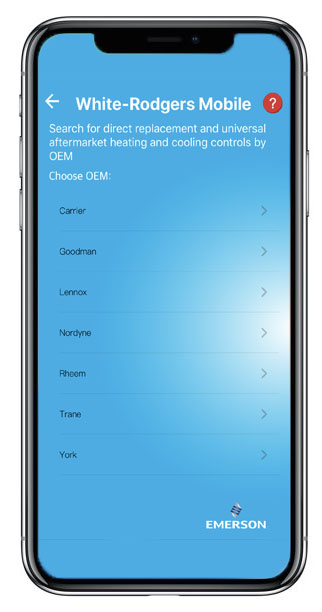 White-Rodgers Mobile ?
Search for direct replacement and universal
aftermarket heating and cooling controls by
OEM
Choose OEM:
Carrier
Goodman
Lennox
Nordyne
Rheem
Trane
York
EMERSON